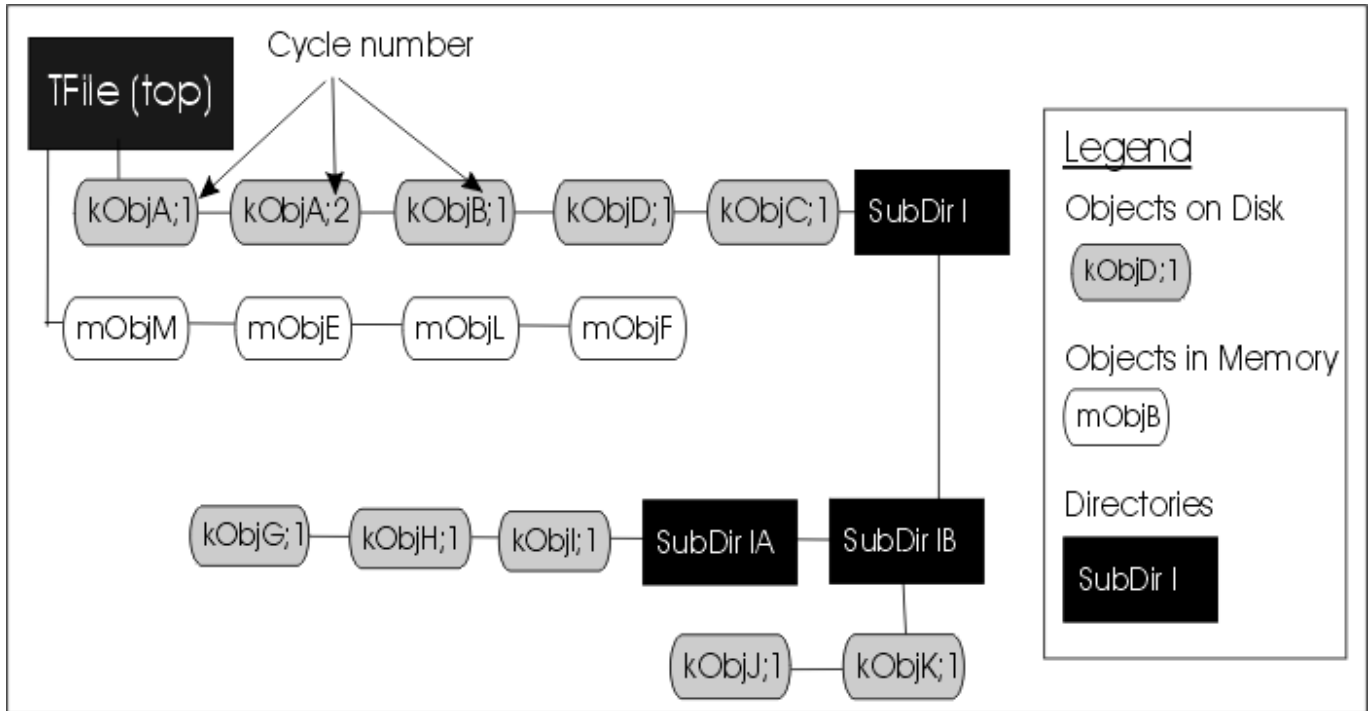 Cycle number
TFile (top)
kObjA;1
kObjA;2
kObjB;1
kObjD;1
kObjC;1
SubDir I
mObjM
mObjE
mObjL
mObjF
kObjG;1
kObjH;1
kObjI;1
SubDir IA
SubDir IB
kObjJ;1
kObjK;1
Legend
Objects on Disk
kObjD;1
Objects in Memory
mObjB
Directories
SubDir I